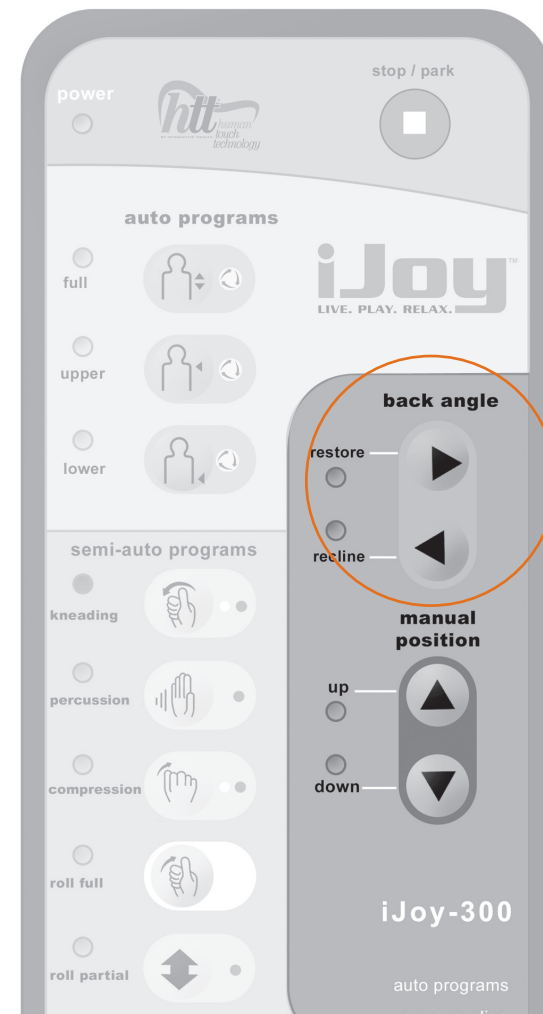 stop / park
power
htt
human
touch
technology
auto programs
full
iJoy™
LIVE. PLAY. RELAX.
upper
back angle
restore
lower
recline
semi-auto programs
kneading
manual
position
up
percussion
down
compression
roll full
iJoy-300
roll partial
auto programs